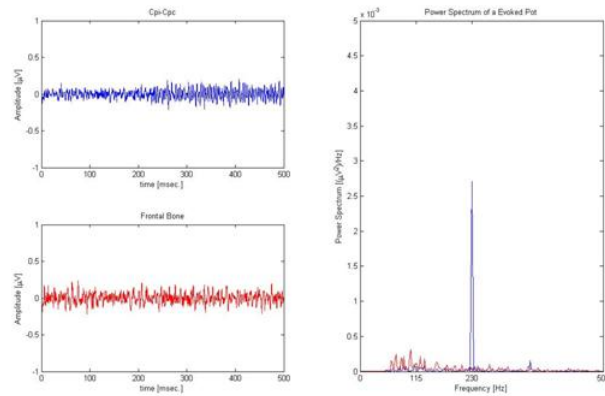 Cpi-Cpc
1
0.5
0
-0.5
-1
Amplitude [μV]
0 100 200 300 400 500
time [msec.]
Frontal Bone
1
0.5
0
-0.5
-1
Amplitude [μV]
0 100 200 300 400 500
time [msec.]
Power Spectrum of a Evoked Pot
x 10⁻³
5
4.5
4
3.5
3
2.5
2
1.5
1
0.5
0
Power Spectrum [(μV²)/Hz]
0 115 230 50
Frequency [Hz]